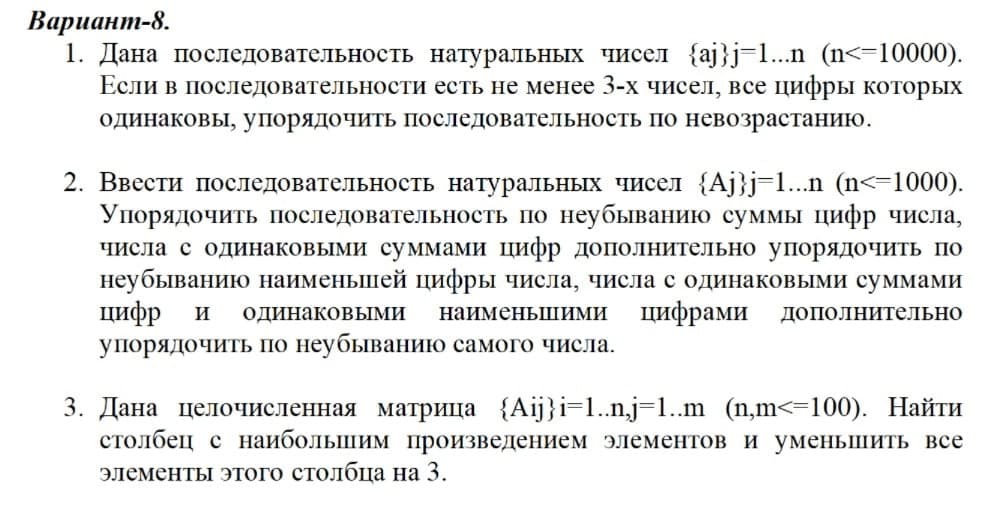 Вариант-8.
1. Дана последовательность натуральных чисел {aj}j=1...n (n<=10000).
Если в последовательности есть не менее 3-х чисел, все цифры которых
одинаковы, упорядочить последовательность по невозрастанию.
2. Ввести последовательность натуральных чисел {Aj}j=1...n (n<=1000).
Упорядочить последовательность по неубыванию суммы цифр числа,
числа с одинаковыми суммами цифр дополнительно упорядочить по
неубыванию наименьшей цифры числа, числа с одинаковыми суммами
цифр и одинаковыми наименьшими цифрами дополнительно
упорядочить по неубыванию самого числа.
3. Дана целочисленная матрица {Aij}i=1..n,j=1..m (n,m<=100). Найти
столбец с наибольшим произведением элементов и уменьшить все
элементы этого столбца на 3.